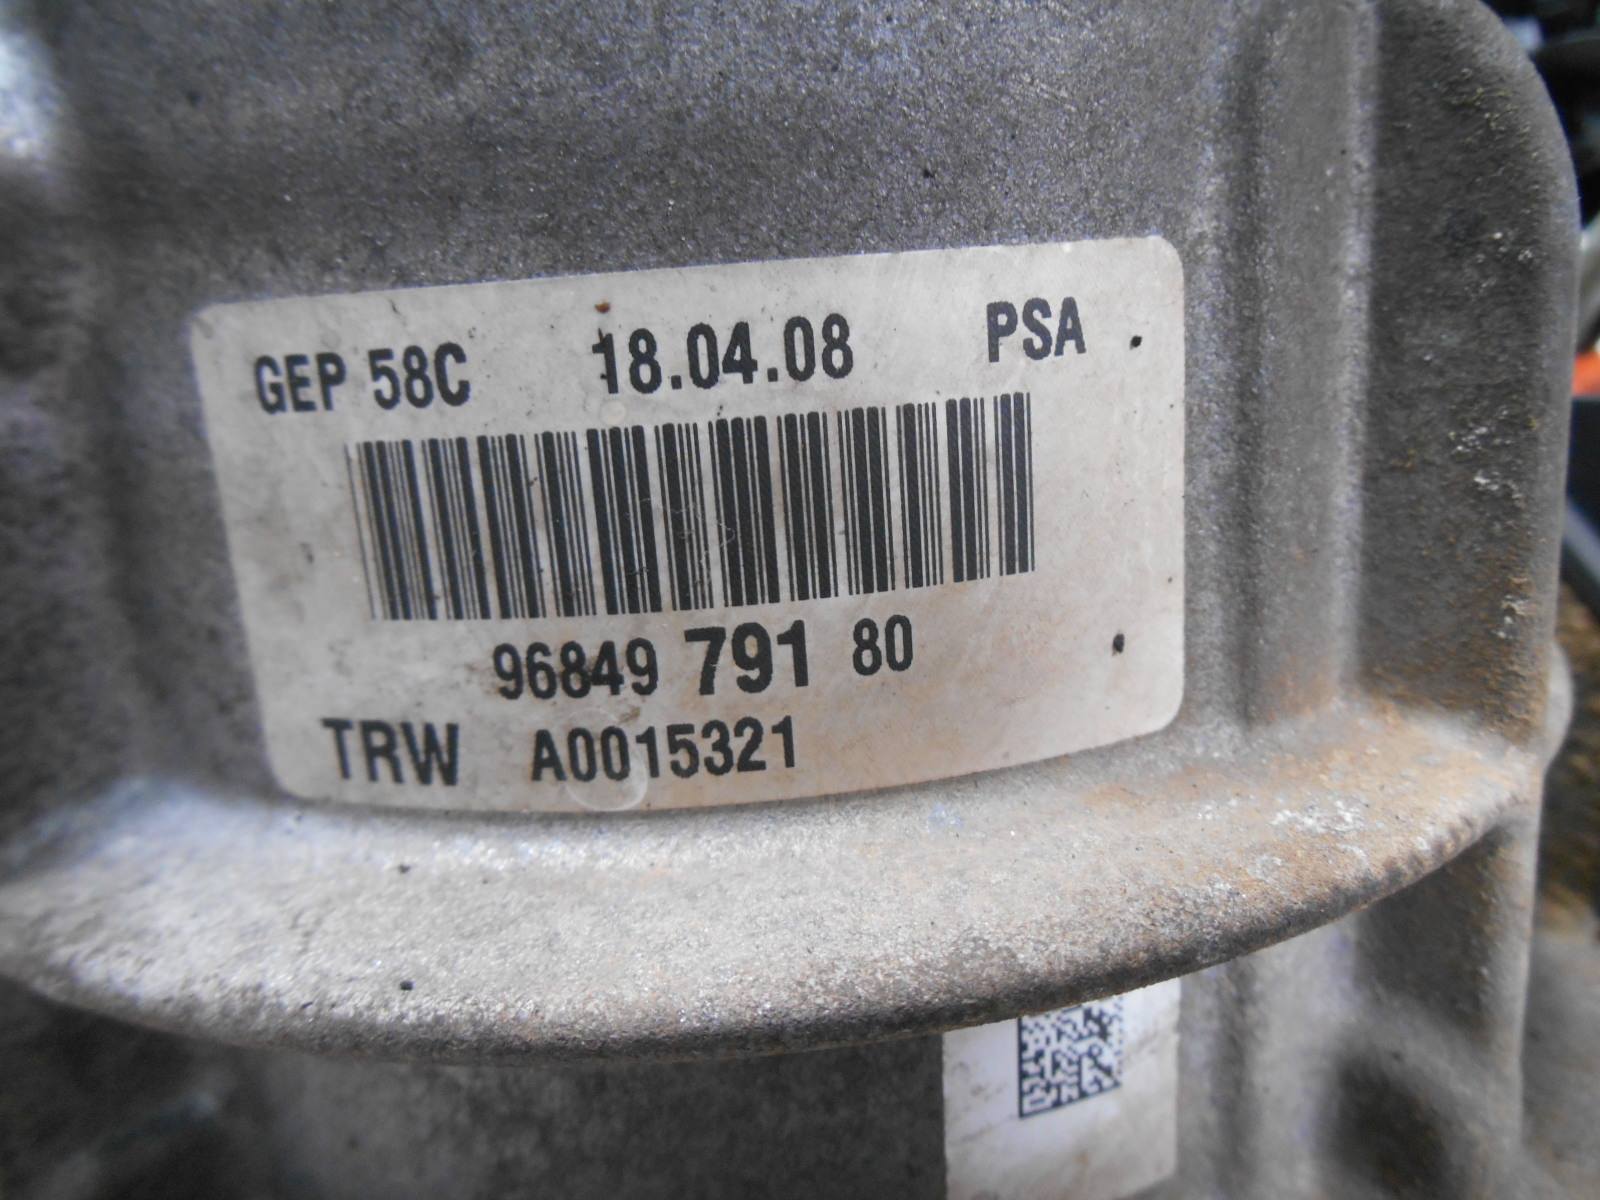 GEP 58C 18.04.08 PSA
96849 791 80
TRW A0015321